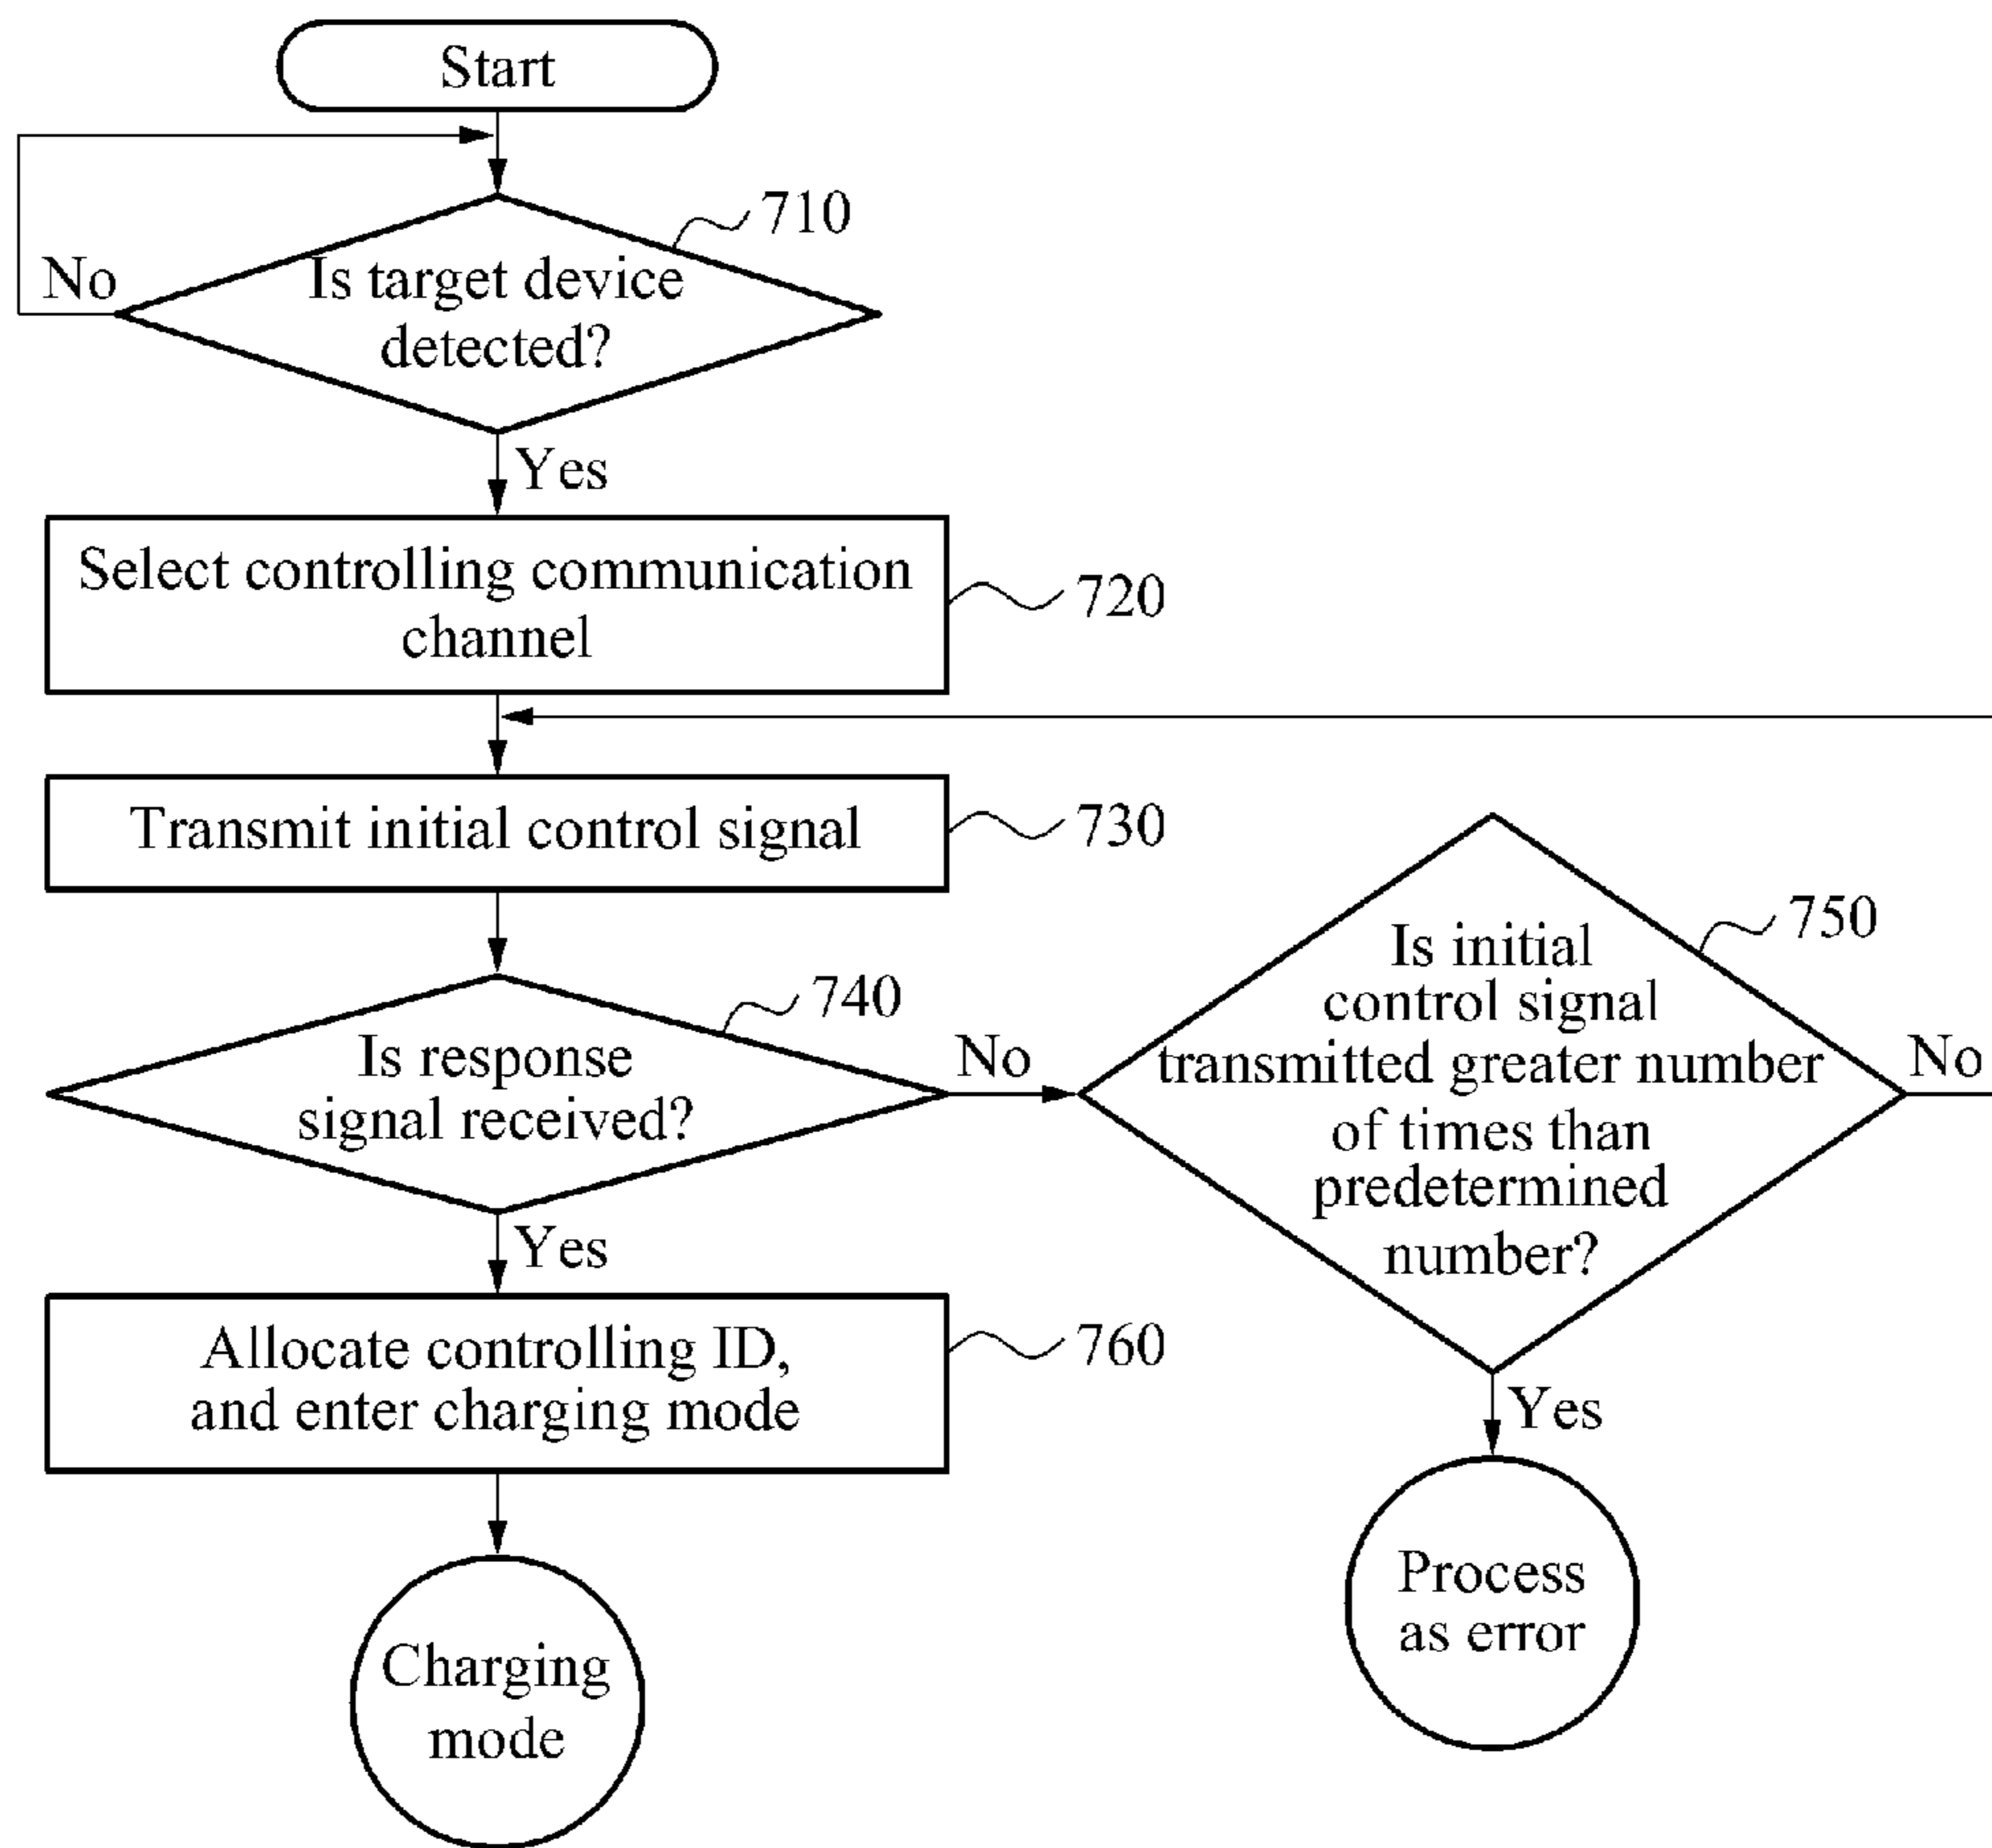 Start
710
No
Is target device
detected?
Yes
Select controlling communication
channel
720
Transmit initial control signal
730
740
Is response
signal received?
No
750
Is initial
control signal
transmitted greater number
of times than
predetermined
number?
No
Yes
Allocate controlling ID,
and enter charging mode
760
Yes
Process
as error
Charging
mode